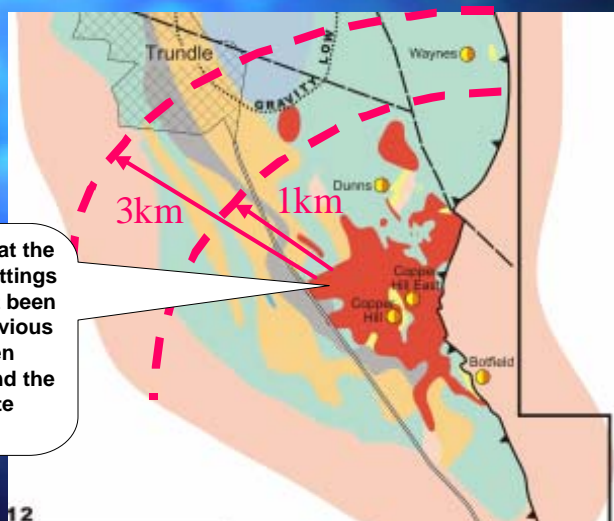 Trundle
GRAVITY LOW
Waynes
3km
1km
Dunns
Copper
Hill East
Copper
Hill
Botfield
at the
ttings
been
vious
en
nd the
te
12